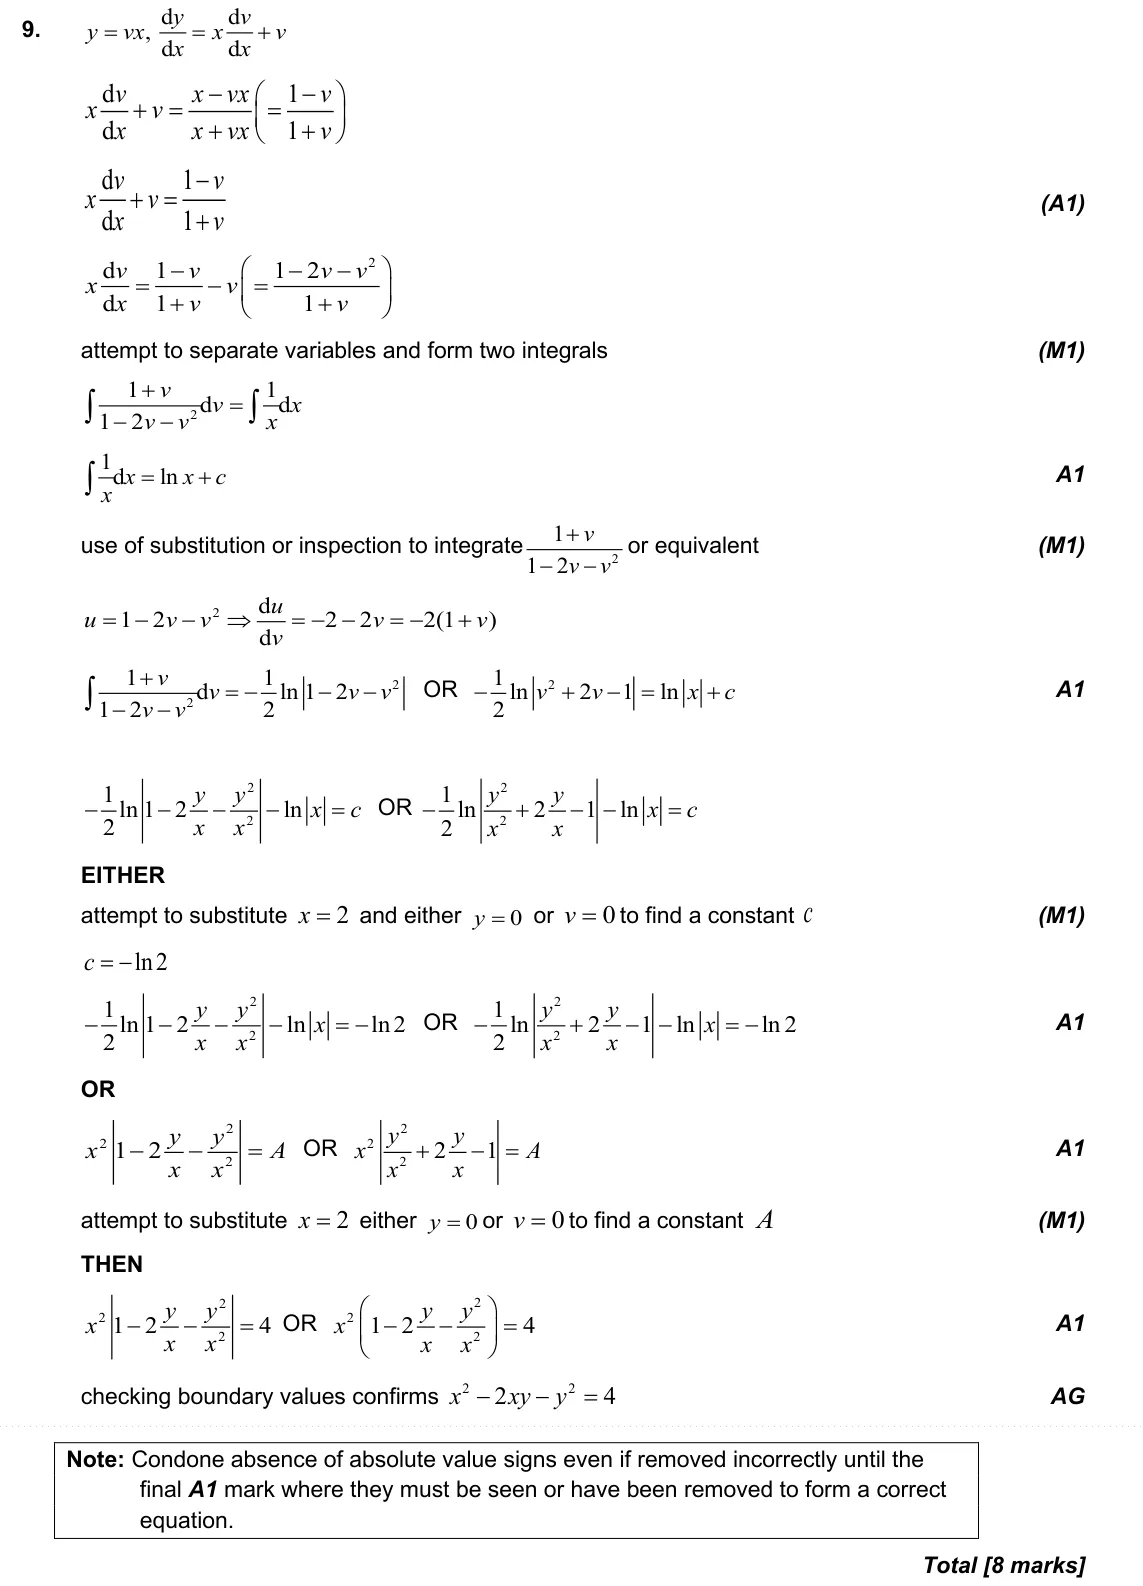 9. y = vx, dy/dx = x dv/dx + v
x dv/dx + v = (x − vx)/(x + vx) (= (1 − v)/(1 + v))
x dv/dx + v = (1 − v)/(1 + v) (A1)
x dv/dx = (1 − v)/(1 + v) − v (= (1 − 2v − v²)/(1 + v))
attempt to separate variables and form two integrals (M1)
∫ (1 + v)/(1 − 2v − v²) dv = ∫ 1/x dx
∫ 1/x dx = ln x + c A1
use of substitution or inspection to integrate (1 + v)/(1 − 2v − v²) or equivalent (M1)
u = 1 − 2v − v² ⇒ du/dv = −2 − 2v = −2(1 + v)
∫ (1 + v)/(1 − 2v − v²) dv = −1/2 ln|1 − 2v − v²| OR −1/2 ln|v² + 2v − 1| = ln|x| + c A1
−1/2 ln|1 − 2 y/x − y²/x²| − ln|x| = c OR −1/2 ln|y²/x² + 2 y/x − 1| − ln|x| = c
EITHER
attempt to substitute x = 2 and either y = 0 or v = 0 to find a constant c (M1)
c = −ln 2
−1/2 ln|1 − 2 y/x − y²/x²| − ln|x| = −ln 2 OR −1/2 ln|y²/x² + 2 y/x − 1| − ln|x| = −ln 2 A1
OR
x²|1 − 2 y/x − y²/x²| = A OR x²|y²/x² + 2 y/x − 1| = A A1
attempt to substitute x = 2 either y = 0 or v = 0 to find a constant A (M1)
THEN
x²|1 − 2 y/x − y²/x²| = 4 OR x²(1 − 2 y/x − y²/x²) = 4 A1
checking boundary values confirms x² − 2xy − y² = 4 AG
Note: Condone absence of absolute value signs even if removed incorrectly until the
final A1 mark where they must be seen or have been removed to form a correct
equation.
Total [8 marks]